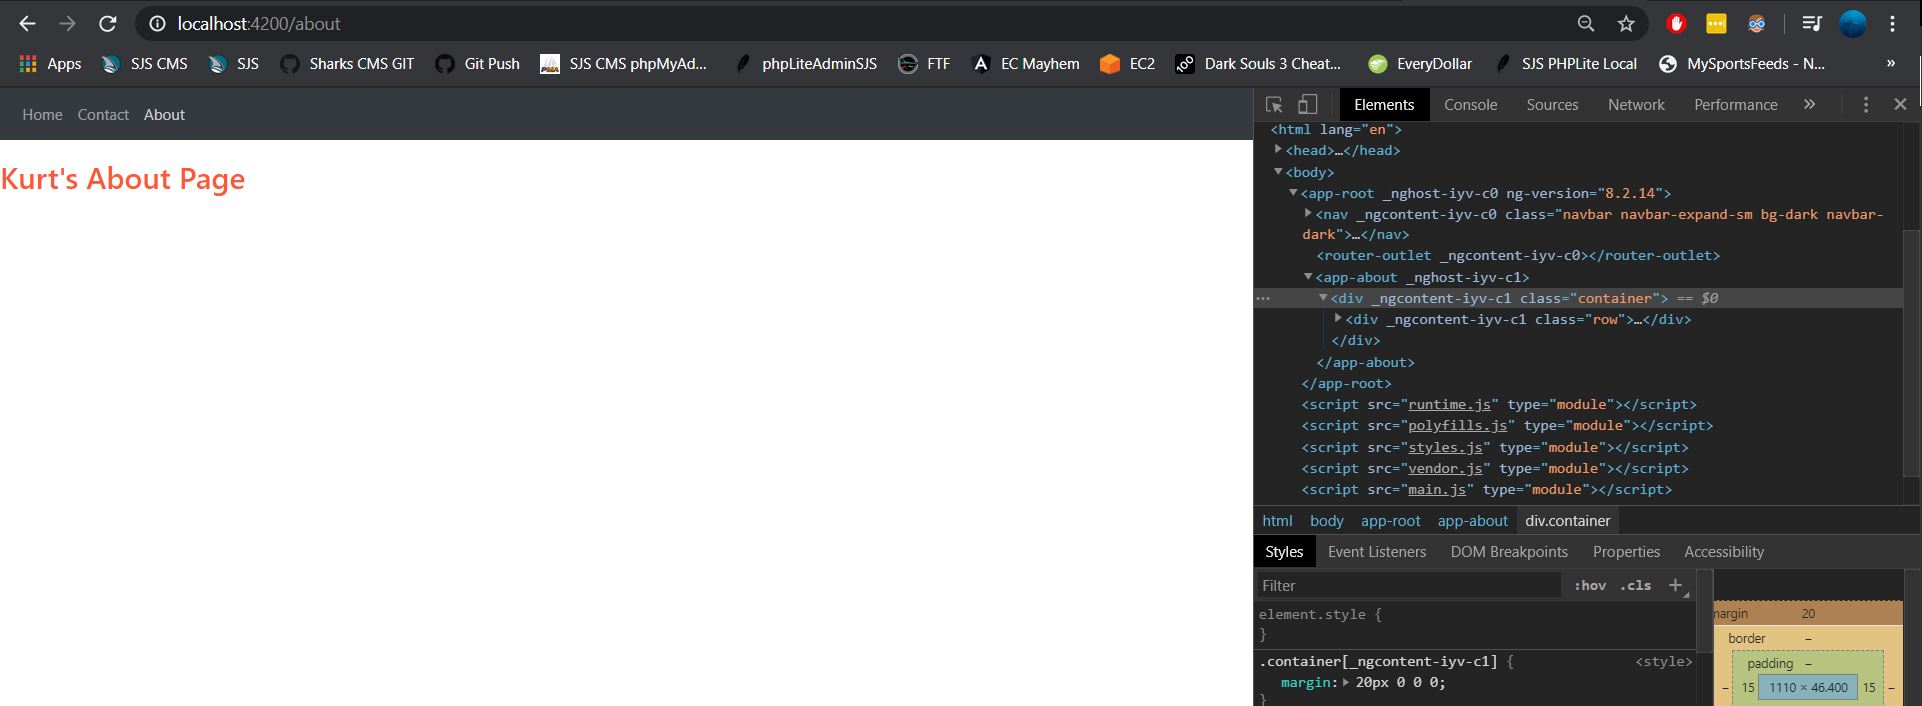 localhost:4200/about
Apps SJS CMS SJS Sharks CMS GIT Git Push SJS CMS phpMyAd... phpLiteAdminSJS FTF EC Mayhem EC2 Dark Souls 3 Cheat... EveryDollar SJS PHPLite Local MySportsFeeds - N... »
Home Contact About
Kurt's About Page
Elements Console Sources Network Performance »
<html lang="en">
<head>…</head>
<body>
<app-root _nghost-iyv-c0 ng-version="8.2.14">
<nav _ngcontent-iyv-c0 class="navbar navbar-expand-sm bg-dark navbar-
dark">…</nav>
<router-outlet _ngcontent-iyv-c0></router-outlet>
<app-about _nghost-iyv-c1>
<div _ngcontent-iyv-c1 class="container"> == $0
<div _ngcontent-iyv-c1 class="row">…</div>
</div>
</app-about>
</app-root>
<script src="runtime.js" type="module"></script>
<script src="polyfills.js" type="module"></script>
<script src="styles.js" type="module"></script>
<script src="vendor.js" type="module"></script>
<script src="main.js" type="module"></script>
html body app-root app-about div.container
Styles Event Listeners DOM Breakpoints Properties Accessibility
Filter :hov .cls +
element.style {
}
.container[_ngcontent-iyv-c1] { <style>
margin: 20px 0 0 0;
}
margin 20
border –
padding –
– 15 1110 × 46.400 15 –